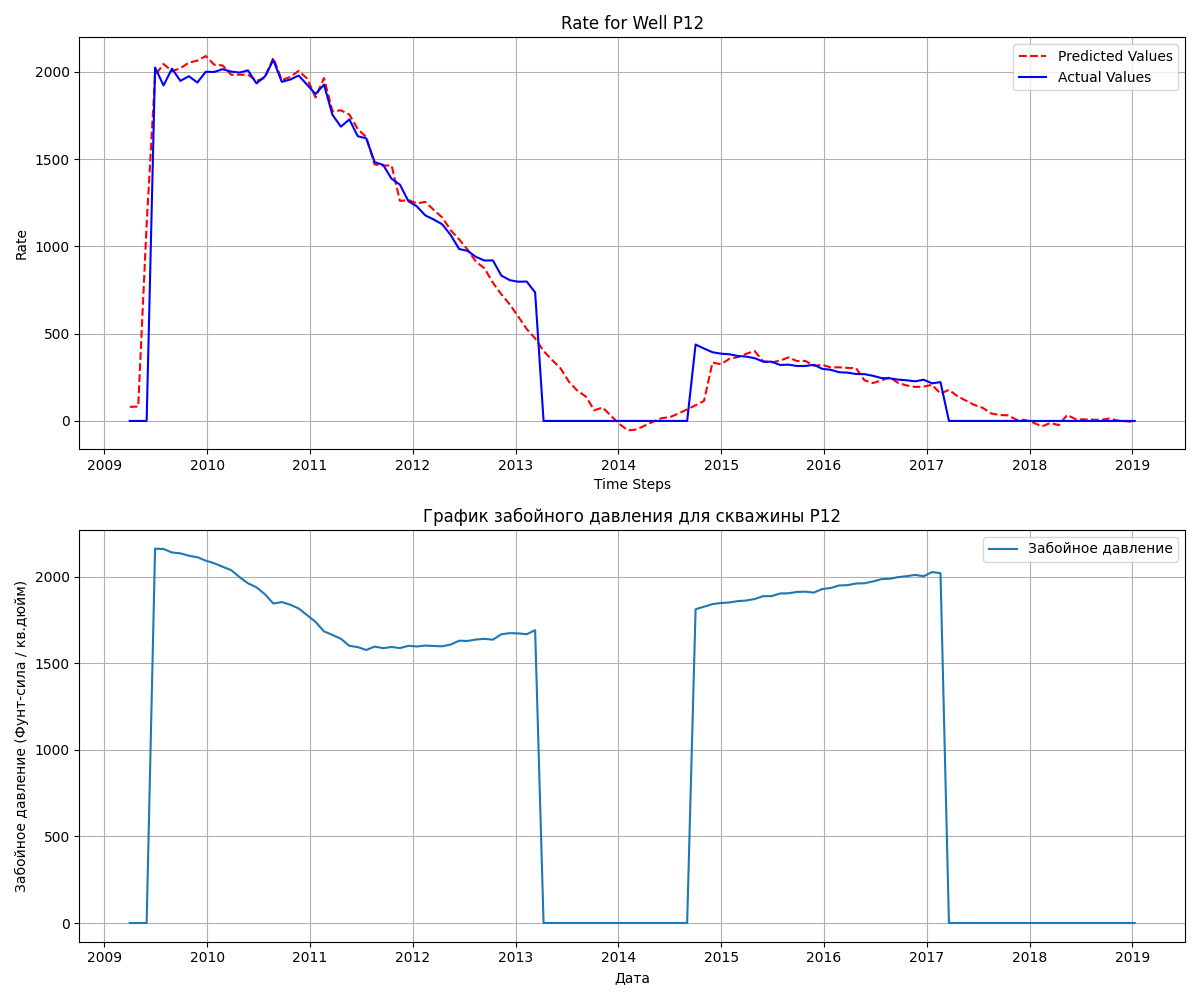 Rate for Well P12
Predicted Values
Actual Values
Rate
2000
1500
1000
500
0
2009 2010 2011 2012 2013 2014 2015 2016 2017 2018 2019
Time Steps
График забойного давления для скважины P12
Забойное давление
Забойное давление (Фунт-сила / кв.дюйм)
2000
1500
1000
500
0
2009 2010 2011 2012 2013 2014 2015 2016 2017 2018 2019
Дата